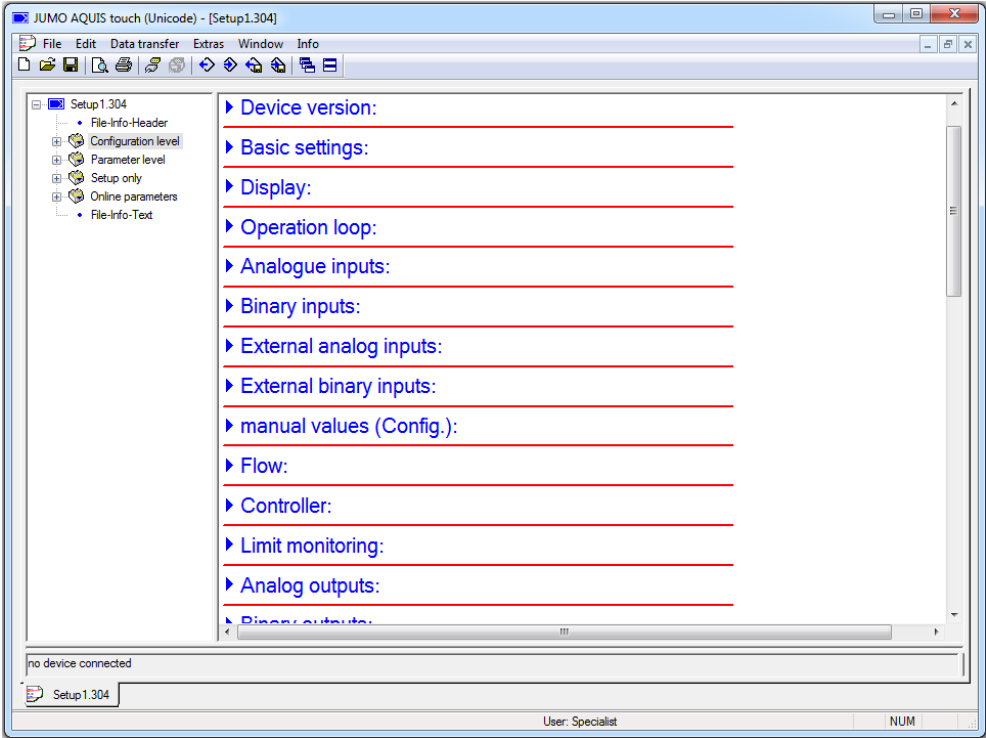 JUMO AQUIS touch (Unicode) - [Setup1.304]
File Edit Data transfer Extras Window Info
Setup1.304
File-Info-Header
Configuration level
Parameter level
Setup only
Online parameters
File-Info-Text
Device version:
Basic settings:
Display:
Operation loop:
Analogue inputs:
Binary inputs:
External analog inputs:
External binary inputs:
manual values (Config.):
Flow:
Controller:
Limit monitoring:
Analog outputs:
Binary outputs:
no device connected
Setup1.304
User: Specialist
NUM